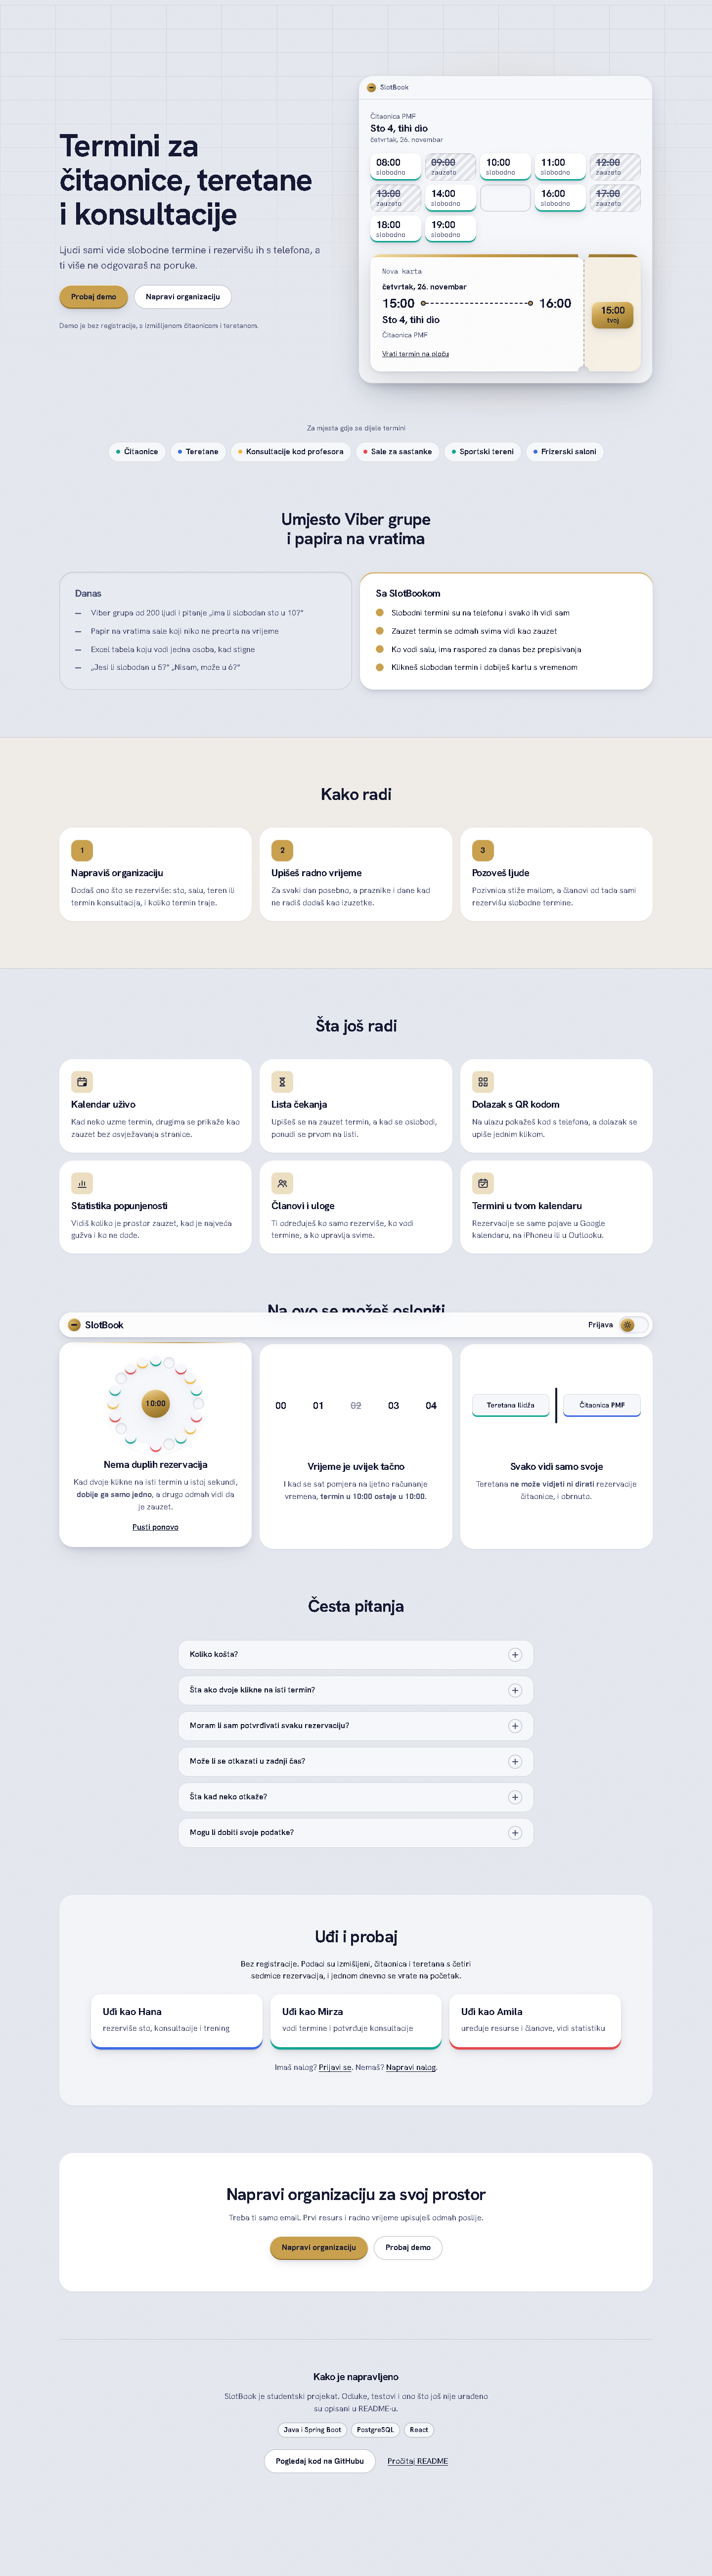 SlotBook
Termini za
čitaonice, teretane
i konsultacije
Ljudi sami vide slobodne termine i rezervišu ih s telefona, a
ti više ne odgovaraš na poruke.
Probaj demo
Napravi organizaciju
Demo je bez registracije, s izmišljenom čitaonicom i teretanom.
Čitaonica PMF
Sto 4, tihi dio
četvrtak, 26. novembar
08:00
slobodno
09:00
zauzeto
10:00
slobodno
11:00
slobodno
12:00
zauzeto
13:00
zauzeto
14:00
slobodno
16:00
slobodno
17:00
zauzeto
18:00
slobodno
19:00
slobodno
Nova karta
četvrtak, 26. novembar
15:00
16:00
Sto 4, tihi dio
Čitaonica PMF
Vrati termin na ploču
15:00
tvoj
Za mjesta gdje se dijele termini
Čitaonice
Teretane
Konsultacije kod profesora
Sale za sastanke
Sportski tereni
Frizerski saloni
Umjesto Viber grupe
i papira na vratima
Danas
Viber grupa od 200 ljudi i pitanje „ima li slobodan sto u 10?“
Papir na vratima sale koji niko ne precrta na vrijeme
Excel tabela koju vodi jedna osoba, kad stigne
„Jesi li slobodan u 5?“ „Nisam, može u 6?“
Sa SlotBookom
Slobodni termini su na telefonu i svako ih vidi sam
Zauzet termin se odmah svima vidi kao zauzet
Ko vodi salu, ima raspored za danas bez prepisivanja
Klikneš slobodan termin i dobiješ kartu s vremenom
Kako radi
1
Napraviš organizaciju
Dodaš ono što se rezerviše: sto, salu, teren ili
termin konsultacija, i koliko termin traje.
2
Upišeš radno vrijeme
Za svaki dan posebno, a praznike i dane kad
ne radiš dodaš kao izuzetke.
3
Pozoveš ljude
Pozivnica stiže mailom, a članovi od tada sami
rezervišu slobodne termine.
Šta još radi
Kalendar uživo
Kad neko uzme termin, drugima se prikaže kao
zauzet bez osvježavanja stranice.
Lista čekanja
Upišeš se na zauzet termin, a kad se oslobodi,
ponudi se prvom na listi.
Dolazak s QR kodom
Na ulazu pokažeš kod s telefona, a dolazak se
upiše jednim klikom.
Statistika popunjenosti
Vidiš koliko je prostor zauzet, kad je najveća
gužva i ko ne dođe.
Članovi i uloge
Ti određuješ ko samo rezerviše, ko vodi
termine, a ko upravlja svime.
Termini u tvom kalendaru
Rezervacije se same pojave u Google
kalendaru, na iPhoneu ili u Outlooku.
Na ovo se možeš osloniti
SlotBook
Prijava
10:00
Nema duplih rezervacija
Kad dvoje klikne na isti termin u istoj sekundi,
dobije ga samo jedno, a drugo odmah vidi da
je zauzet.
Pusti ponovo
00
01
02
03
04
Vrijeme je uvijek tačno
I kad se sat pomjera na ljetno računanje
vremena, termin u 10:00 ostaje u 10:00.
Teretana Ilidža
Čitaonica PMF
Svako vidi samo svoje
Teretana ne može vidjeti ni dirati rezervacije
čitaonice, i obrnuto.
Česta pitanja
Koliko košta?
Šta ako dvoje klikne na isti termin?
Moram li sam potvrđivati svaku rezervaciju?
Može li se otkazati u zadnji čas?
Šta kad neko otkaže?
Mogu li dobiti svoje podatke?
Uđi i probaj
Bez registracije. Podaci su izmišljeni, čitaonica i teretana s četiri
sedmice rezervacija, i jednom dnevno se vrate na početak.
Uđi kao Hana
rezerviše sto, konsultacije i trening
Uđi kao Mirza
vodi termine i potvrđuje konsultacije
Uđi kao Amila
uređuje resurse i članove, vidi statistiku
Imaš nalog? Prijavi se. Nemaš? Napravi nalog.
Napravi organizaciju za svoj prostor
Treba ti samo email. Prvi resurs i radno vrijeme upisuješ odmah poslije.
Napravi organizaciju
Probaj demo
Kako je napravljeno
SlotBook je studentski projekat. Odluke, testovi i ono što još nije urađeno
su opisani u README-u.
Java i Spring Boot
PostgreSQL
React
Pogledaj kod na GitHubu
Pročitaj README